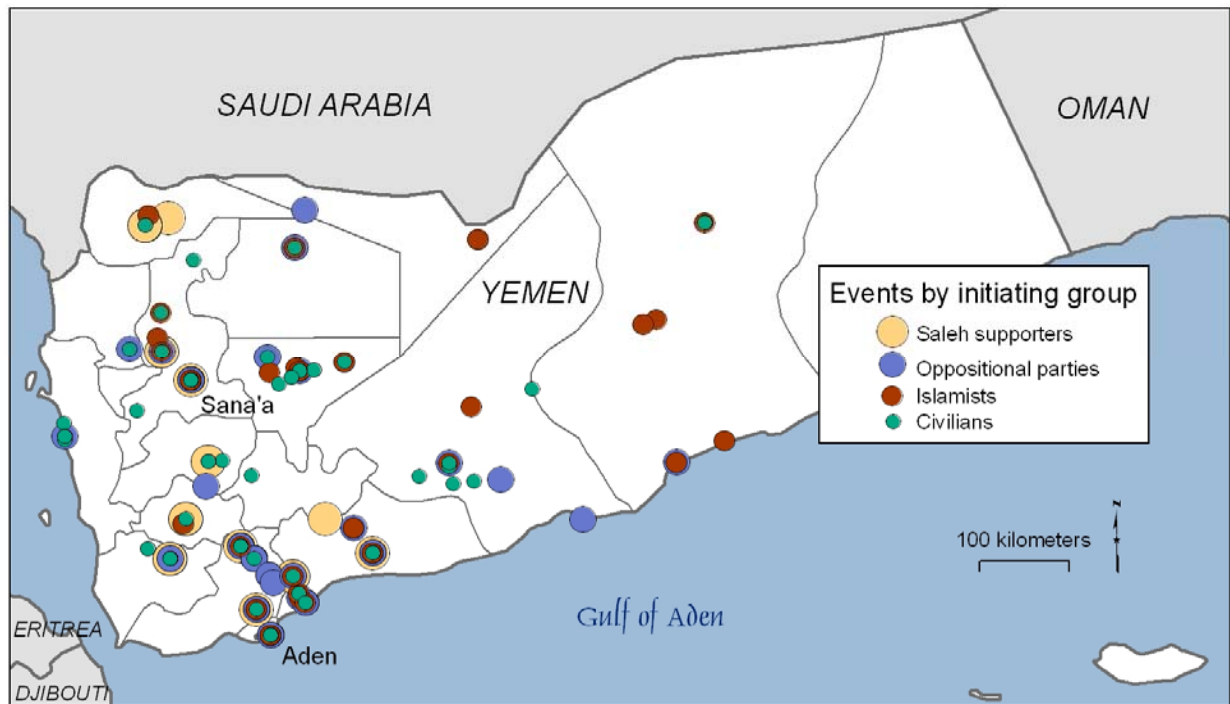 SAUDI ARABIA
OMAN
YEMEN
Events by initiating group
Saleh supporters
Oppositional parties
Islamists
Civilians
Sana'a
N
100 kilometers
Gulf of Aden
ERITREA
Aden
DJIBOUTI